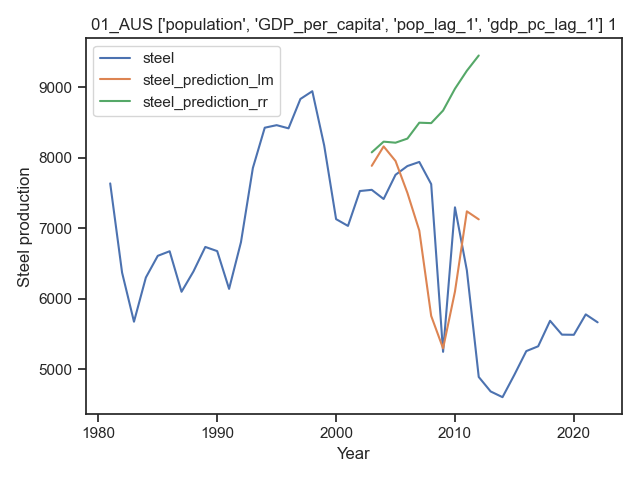 01_AUS ['population', 'GDP_per_capita', 'pop_lag_1', 'gdp_pc_lag_1'] 1
steel
steel_prediction_lm
steel_prediction_rr
9000
8000
7000
6000
5000
Steel production
1980
1990
2000
2010
2020
Year